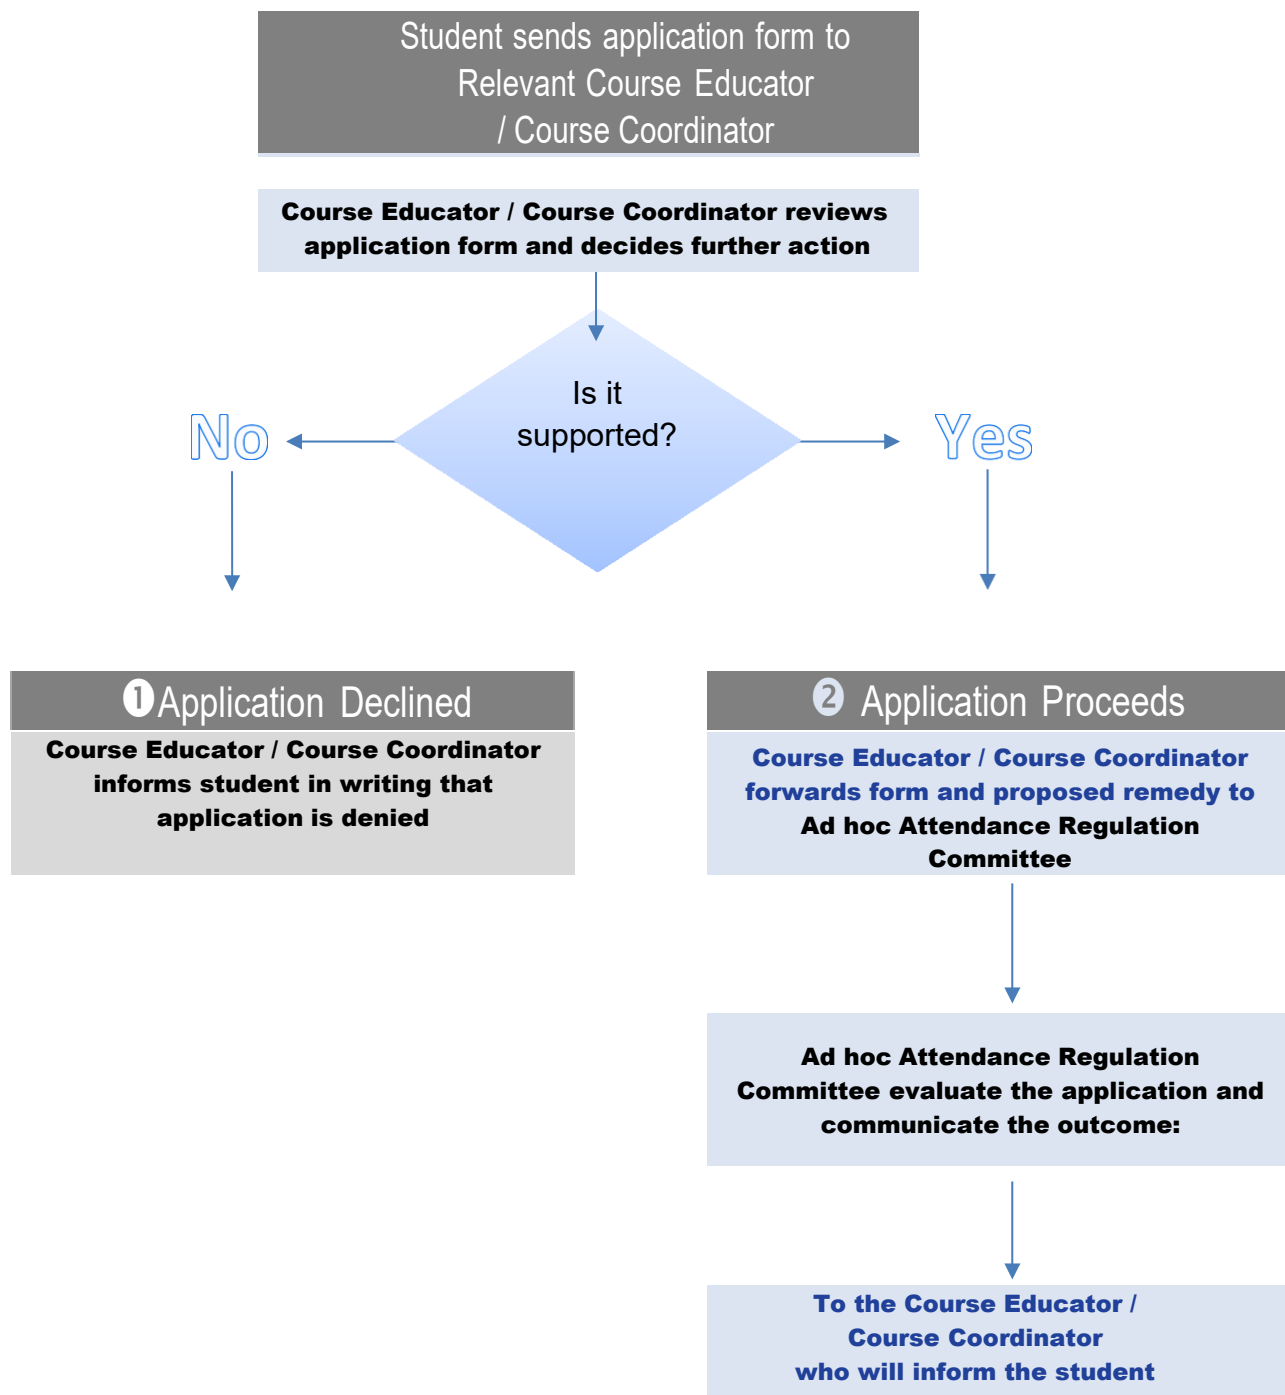 Student sends application form to
Relevant Course Educator
/ Course Coordinator
Course Educator / Course Coordinator reviews
application form and decides further action
Is it
supported?
No
Yes
❶Application Declined
Course Educator / Course Coordinator
informs student in writing that
application is denied
❷ Application Proceeds
Course Educator / Course Coordinator
forwards form and proposed remedy to
Ad hoc Attendance Regulation
Committee
Ad hoc Attendance Regulation
Committee evaluate the application and
communicate the outcome:
To the Course Educator /
Course Coordinator
who will inform the student